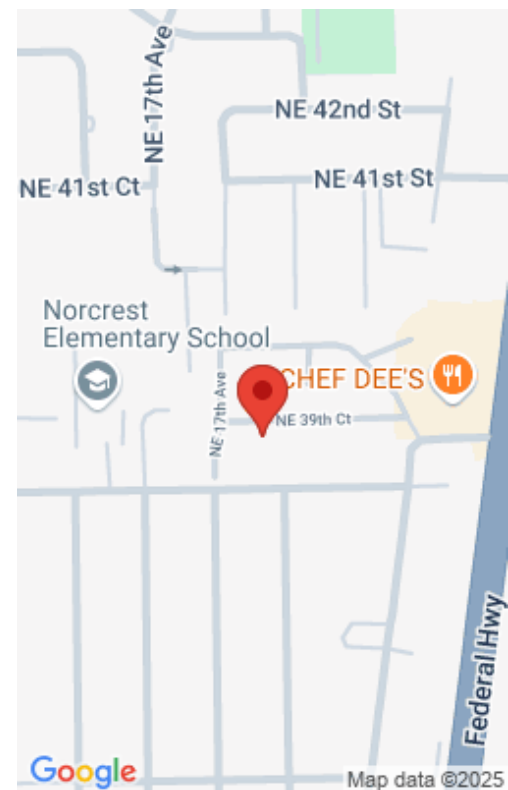 NE 17th Ave
NE 42nd St
NE 41st Ct
NE 41st St
Norcrest
Elementary School
CHEF DEE'S
NE 17th Ave
NE 39th Ct
Federal Hwy
Google
Map data ©2025